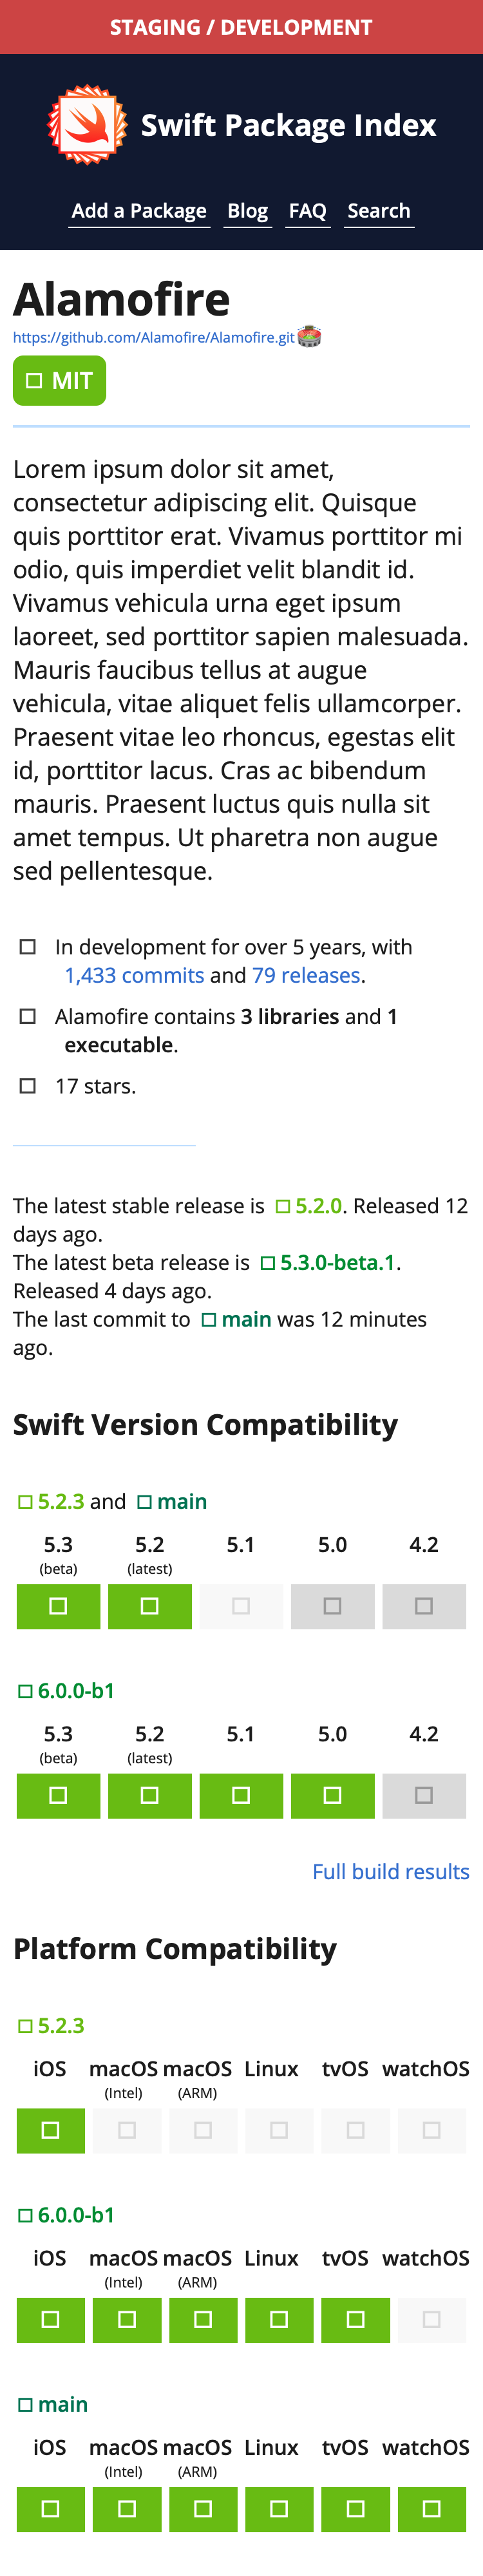 STAGING / DEVELOPMENT
Swift Package Index
Add a Package Blog FAQ Search
Alamofire
https://github.com/Alamofire/Alamofire.git
MIT
Lorem ipsum dolor sit amet,
consectetur adipiscing elit. Quisque
quis porttitor erat. Vivamus porttitor mi
odio, quis imperdiet velit blandit id.
Vivamus vehicula urna eget ipsum
laoreet, sed porttitor sapien malesuada.
Mauris faucibus tellus at augue
vehicula, vitae aliquet felis ullamcorper.
Praesent vitae leo rhoncus, egestas elit
id, porttitor lacus. Cras ac bibendum
mauris. Praesent luctus quis nulla sit
amet tempus. Ut pharetra non augue
sed pellentesque.
In development for over 5 years, with
1,433 commits and 79 releases.
Alamofire contains 3 libraries and 1
executable.
17 stars.
The latest stable release is 5.2.0. Released 12
days ago.
The latest beta release is 5.3.0-beta.1.
Released 4 days ago.
The last commit to main was 12 minutes
ago.
Swift Version Compatibility
5.2.3 and main
5.3 5.2 5.1 5.0 4.2
(beta) (latest)
6.0.0-b1
5.3 5.2 5.1 5.0 4.2
(beta) (latest)
Full build results
Platform Compatibility
5.2.3
iOS macOS macOS Linux tvOS watchOS
(Intel) (ARM)
6.0.0-b1
iOS macOS macOS Linux tvOS watchOS
(Intel) (ARM)
main
iOS macOS macOS Linux tvOS watchOS
(Intel) (ARM)